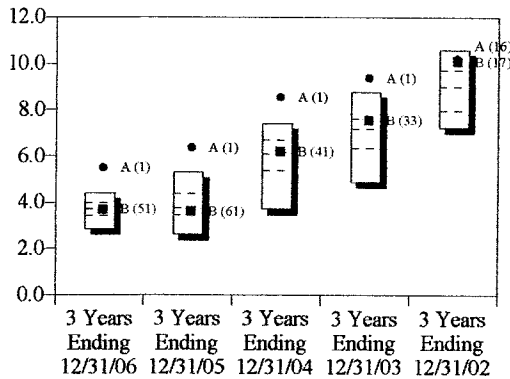 12.0
10.0
8.0
6.0
4.0
2.0
0.0
A (1)
B (51)
A (1)
B (61)
A (1)
B (41)
A (1)
B (33)
A (16)
B (17)
3 Years Ending 12/31/06
3 Years Ending 12/31/05
3 Years Ending 12/31/04
3 Years Ending 12/31/03
3 Years Ending 12/31/02